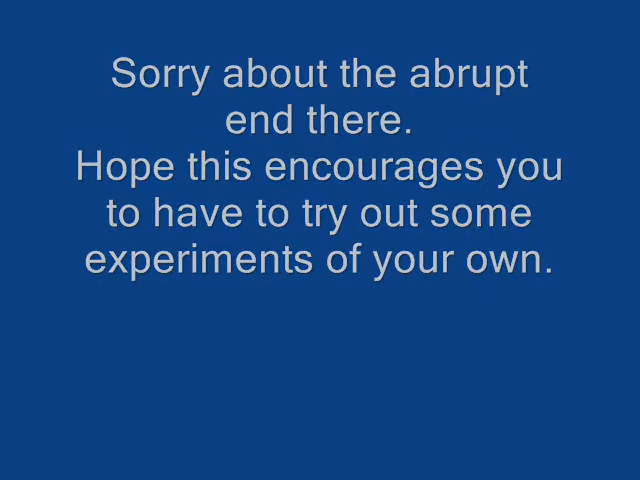 Sorry about the abrupt
end there.
Hope this encourages you
to have to try out some
experiments of your own.